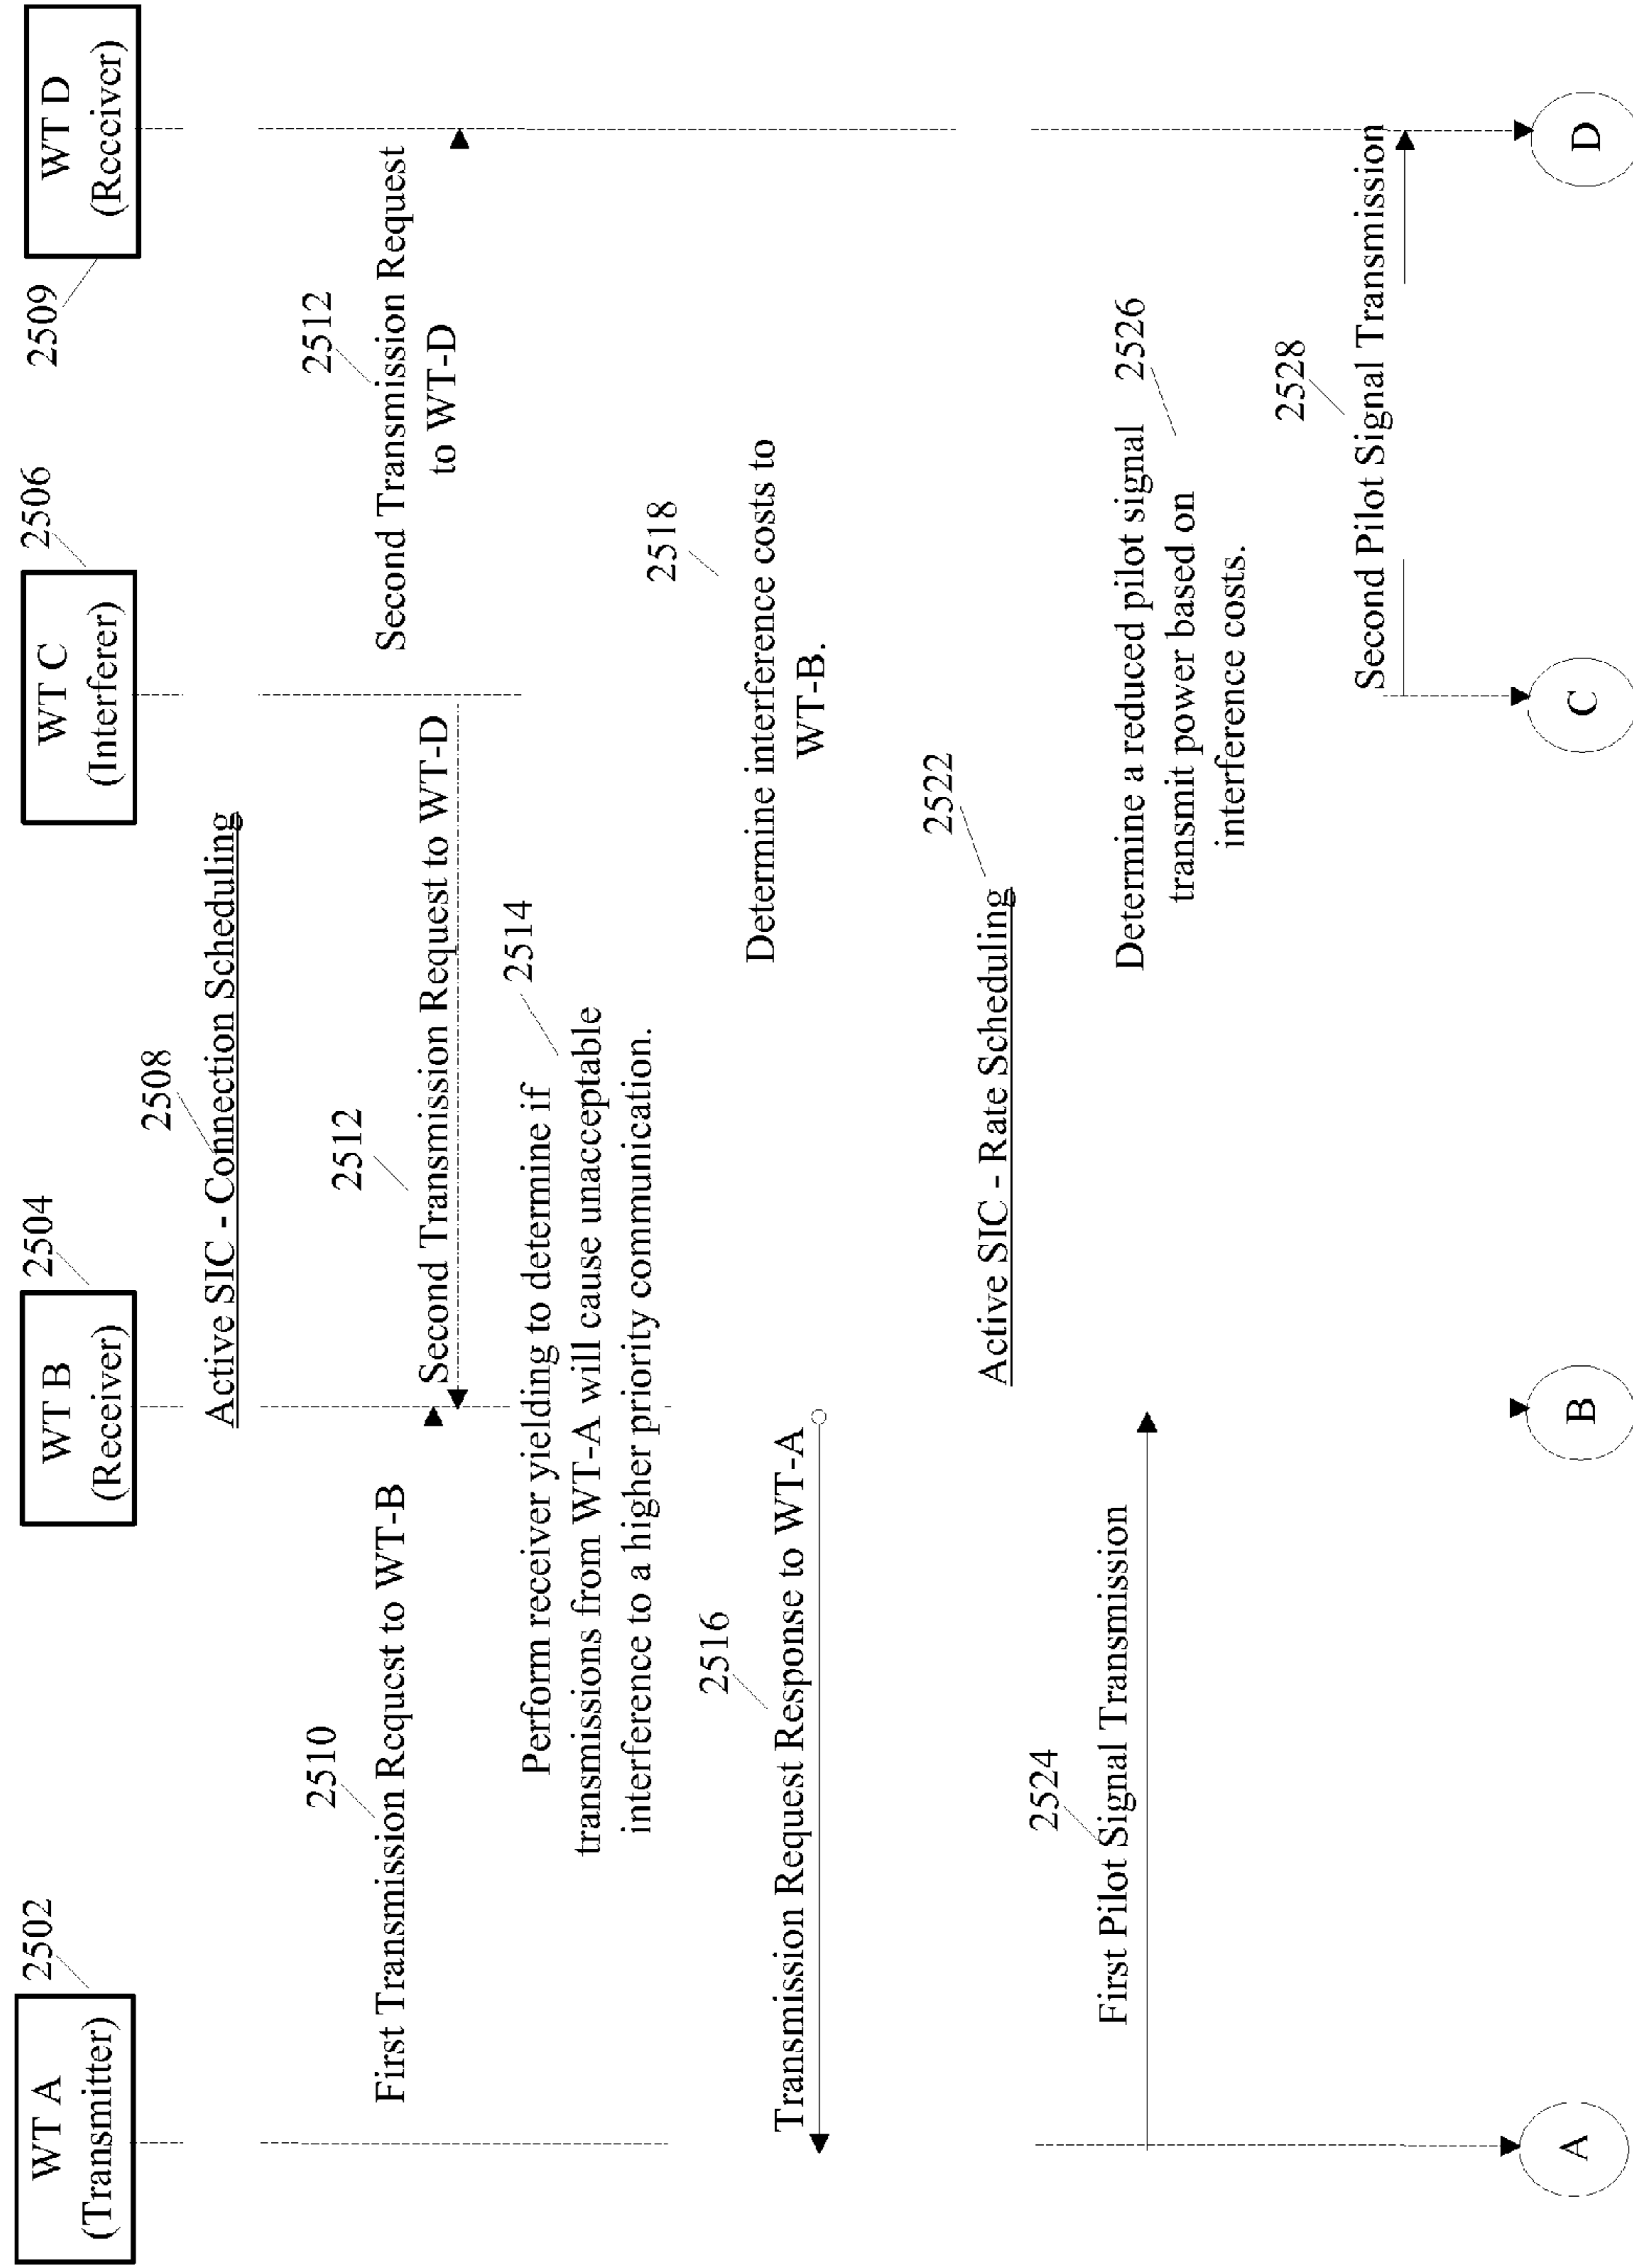 WT A
(Transmitter)
2502
WT B
(Receiver)
2504
WT C
(Interferer)
2506
WT D
(Receiver)
2509
2508
Active SIC - Connection Scheduling
2510
First Transmission Request to WT-B
2512
Second Transmission Request to WT-D
2512
Second Transmission Request
to WT-D
2514
Perform receiver yielding to determine if
transmissions from WT-A will cause unacceptable
interference to a higher priority communication.
2516
Transmission Request Response to WT-A
2518
Determine interference costs to
WT-B.
2522
Active SIC - Rate Scheduling
2524
First Pilot Signal Transmission
2526
Determine a reduced pilot signal
transmit power based on
interference costs.
2528
Second Pilot Signal Transmission
A
B
C
D